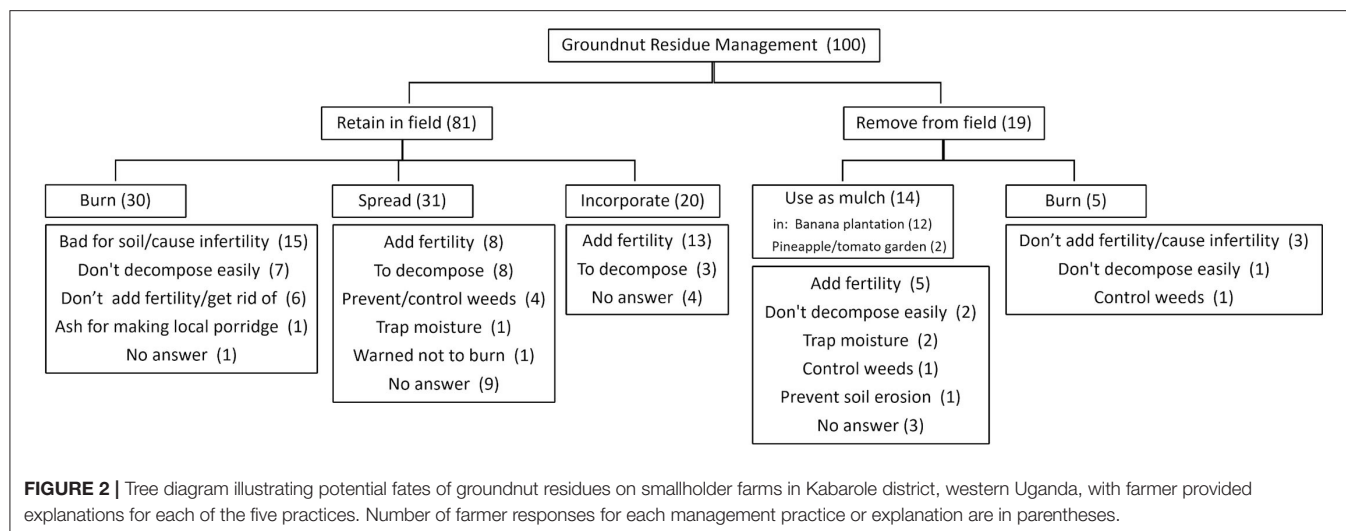 Groundnut Residue Management (100)
Retain in field (81)
Remove from field (19)
Burn (30)
Spread (31)
Incorporate (20)
Use as mulch (14)
in: Banana plantation (12)
Pineapple/tomato garden (2)
Burn (5)
Bad for soil/cause infertility (15)
Don't decompose easily (7)
Don't add fertility/get rid of (6)
Ash for making local porridge (1)
No answer (1)
Add fertility (8)
To decompose (8)
Prevent/control weeds (4)
Trap moisture (1)
Warned not to burn (1)
No answer (9)
Add fertility (13)
To decompose (3)
No answer (4)
Add fertility (5)
Don't decompose easily (2)
Trap moisture (2)
Control weeds (1)
Prevent soil erosion (1)
No answer (3)
Don't add fertility/cause infertility (3)
Don't decompose easily (1)
Control weeds (1)
FIGURE 2 | Tree diagram illustrating potential fates of groundnut residues on smallholder farms in Kabarole district, western Uganda, with farmer provided
explanations for each of the five practices. Number of farmer responses for each management practice or explanation are in parentheses.